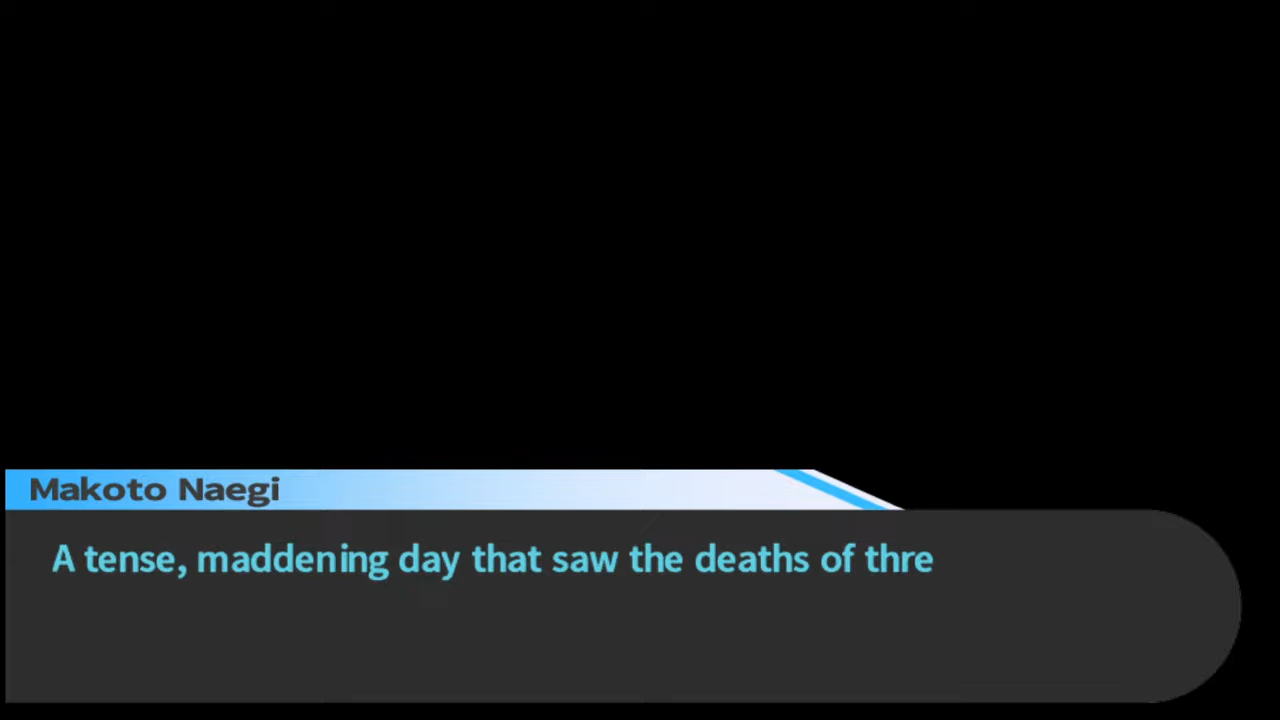 Makoto Naegi
A tense, maddening day that saw the deaths of thre